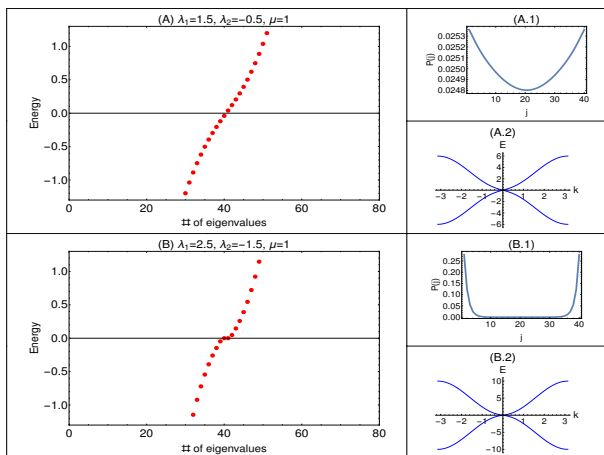 (A) λ₁=1.5, λ₂=−0.5, μ=1
Energy
1.0
0.5
0.0
−0.5
−1.0
0 20 40 60 80
# of eigenvalues
(A.1)
P(j)
0.0253
0.0252
0.0251
0.0250
0.0249
0.0248
10 20 30 40
j
(A.2)
E
6
4
2
−2
−4
−6
−3 −2 −1 1 2 3 k
(B) λ₁=2.5, λ₂=−1.5, μ=1
Energy
1.0
0.5
0.0
−0.5
−1.0
0 20 40 60 80
# of eigenvalues
(B.1)
P(j)
0.25
0.20
0.15
0.10
0.05
0.00
10 20 30 40
j
(B.2)
E
10
5
−5
−10
−3 −2 −1 1 2 3 k